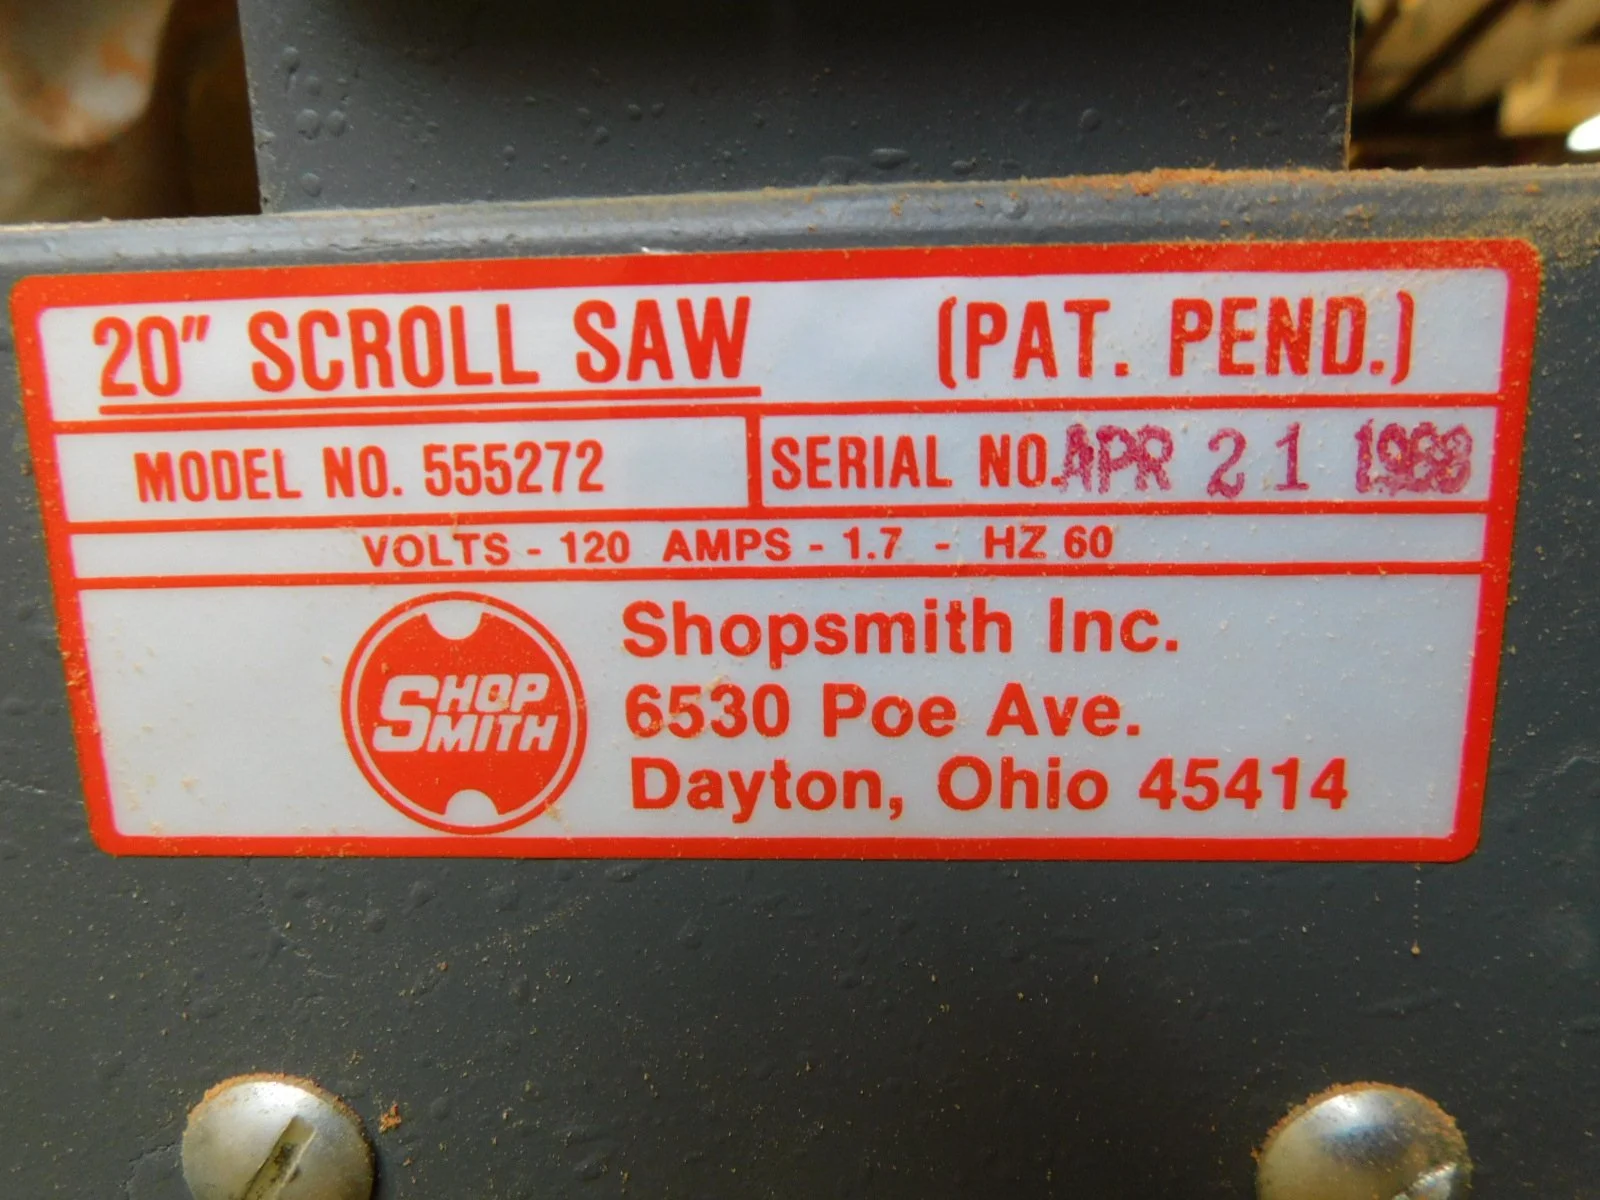 20" SCROLL SAW (PAT. PEND.)
MODEL NO. 555272 SERIAL NO. APR 21 1988
VOLTS - 120 AMPS - 1.7 - HZ 60
SHOP
SMITH
Shopsmith Inc.
6530 Poe Ave.
Dayton, Ohio 45414